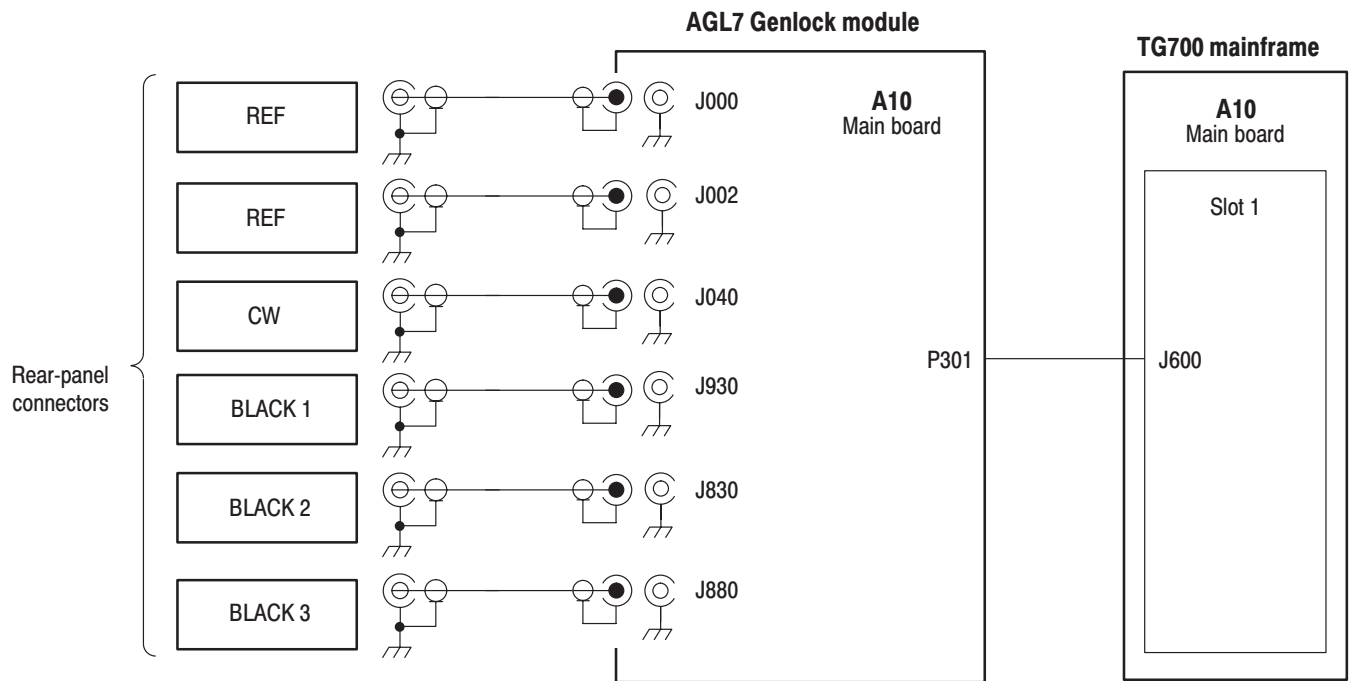 AGL7 Genlock module
TG700 mainframe
Rear-panel
connectors
REF
J000
A10
Main board
A10
Main board
REF
J002
Slot 1
CW
J040
P301
J600
BLACK 1
J930
BLACK 2
J830
BLACK 3
J880